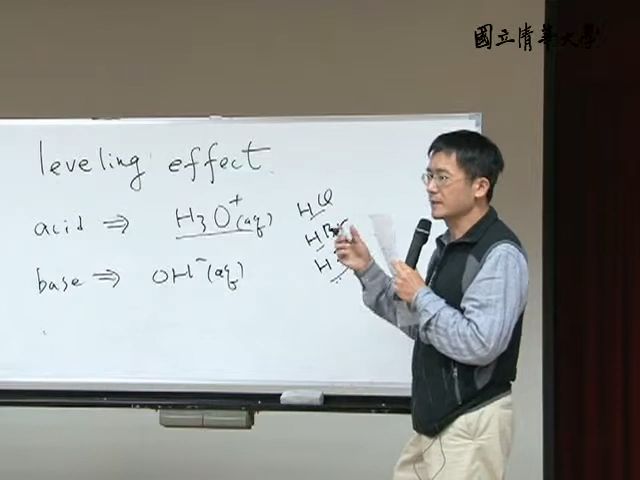 國立清華大學
leveling effect
acid ⇒ H₃O⁺(aq) HCl
HBr
base ⇒ OH⁻(aq) H